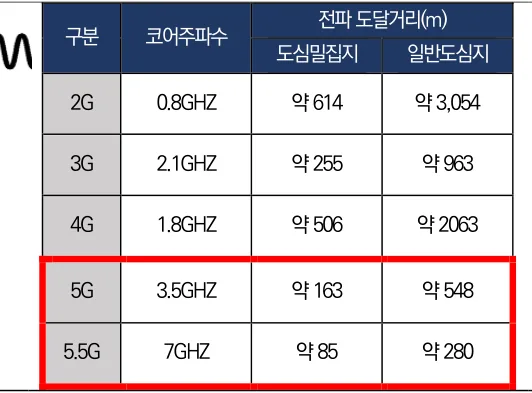 구분 코어주파수 전파 도달거리(m)
도심밀집지 일반도심지
2G 0.8GHZ 약 614 약 3,054
3G 2.1GHZ 약 255 약 963
4G 1.8GHZ 약 506 약 2063
5G 3.5GHZ 약 163 약 548
5.5G 7GHZ 약 85 약 280